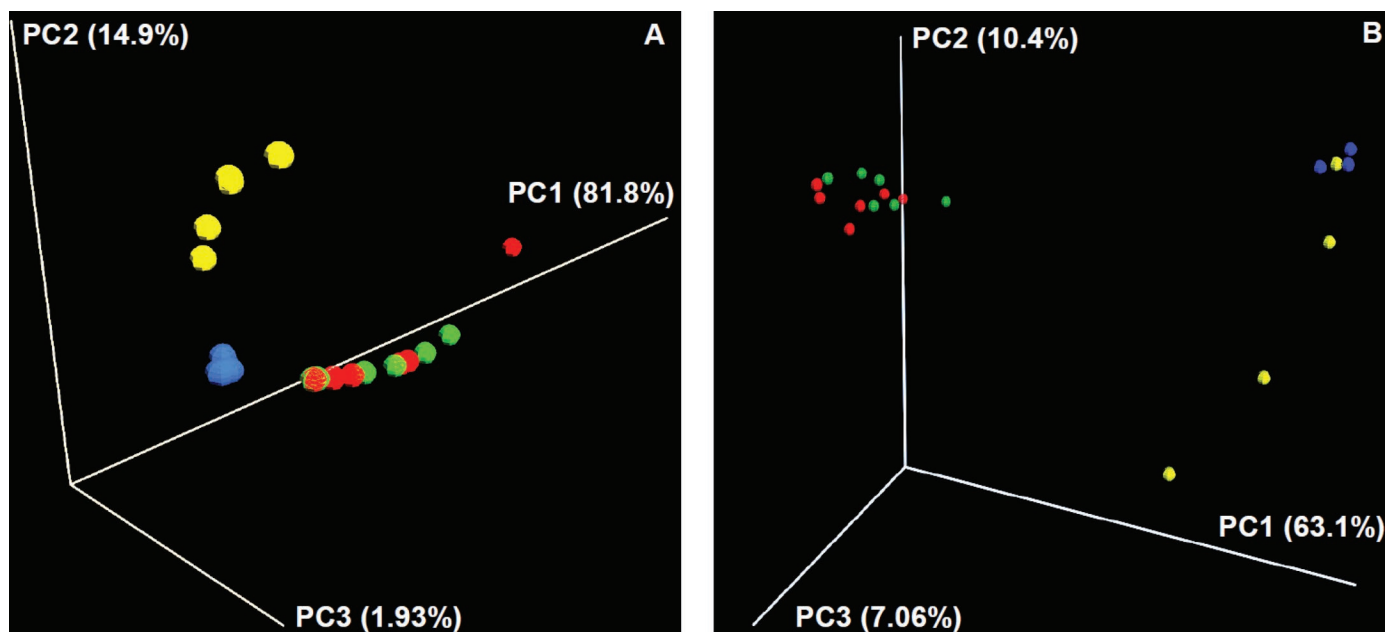 PC2 (14.9%)
A
PC1 (81.8%)
PC3 (1.93%)
PC2 (10.4%)
B
PC1 (63.1%)
PC3 (7.06%)